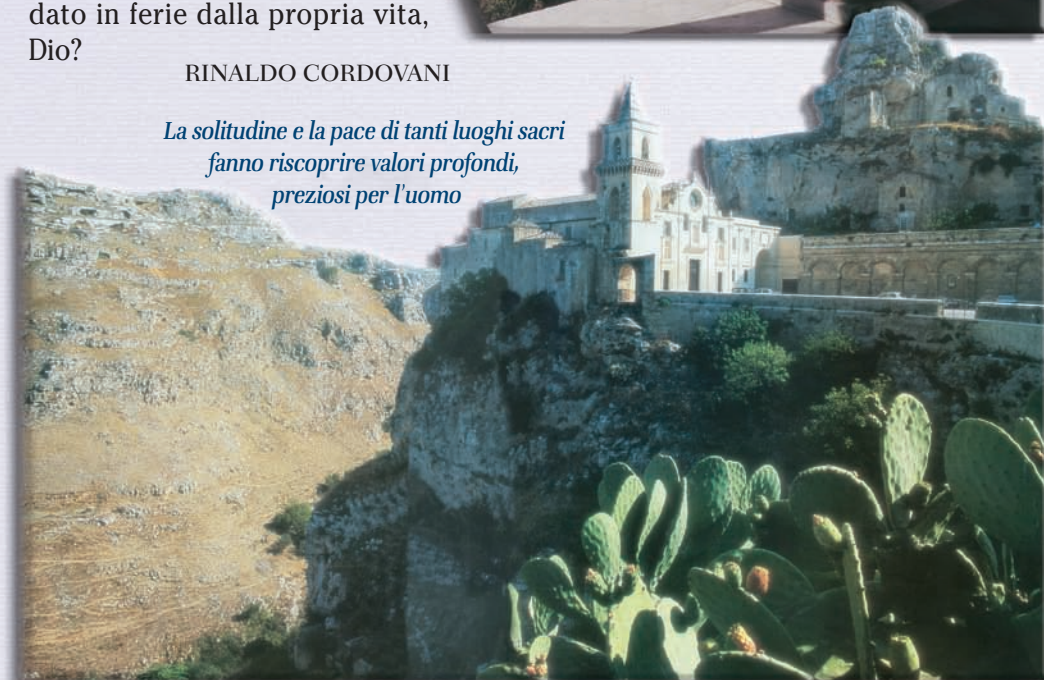 dato in ferie dalla propria vita,
Dio?
RINALDO CORDOVANI
La solitudine e la pace di tanti luoghi sacri
fanno riscoprire valori profondi,
preziosi per l'uomo